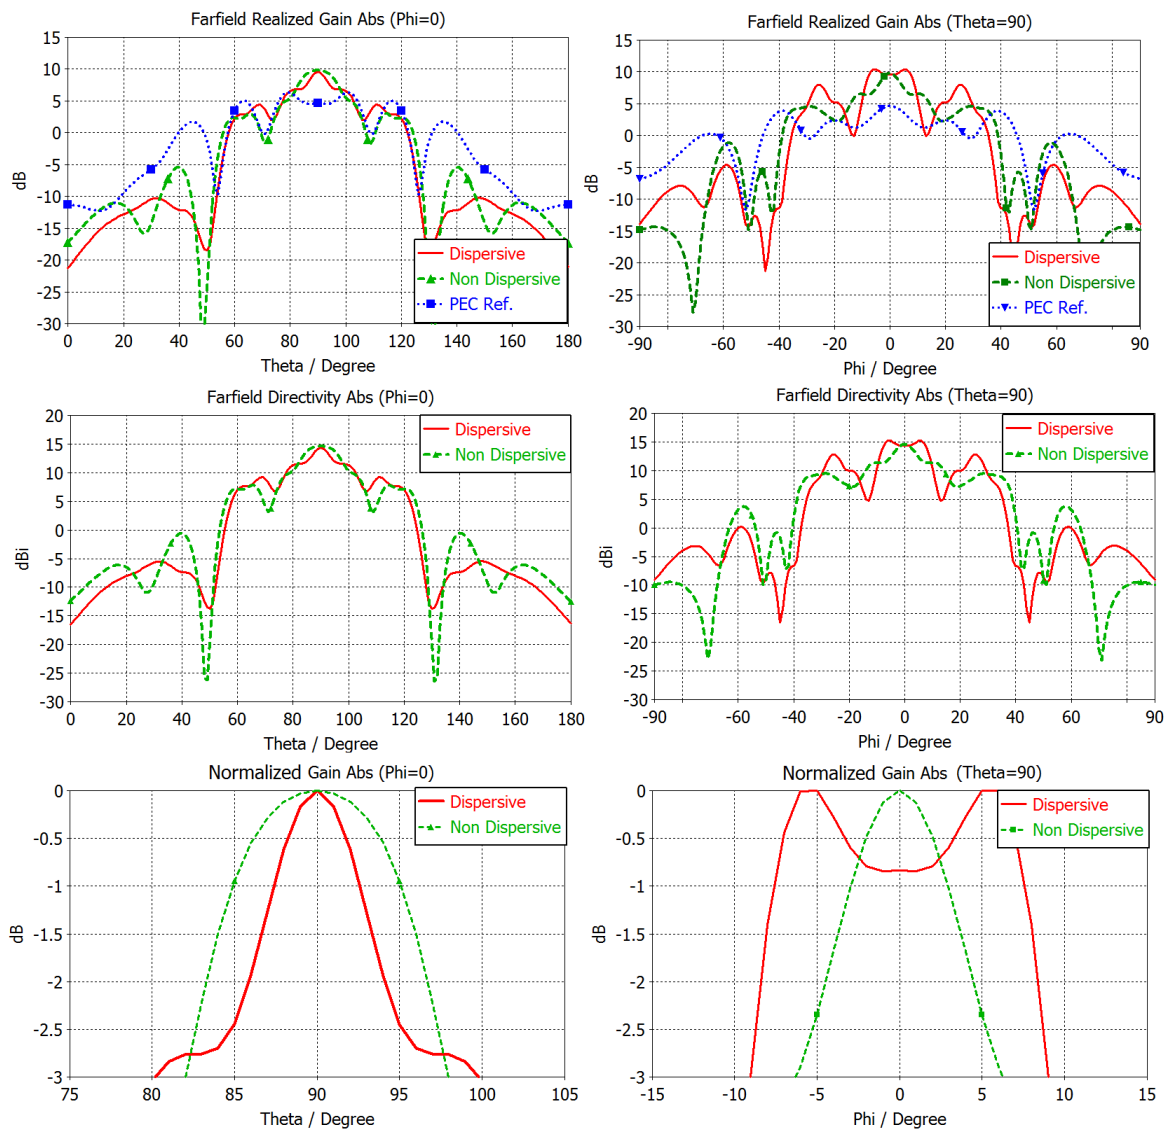 Farfield Realized Gain Abs (Phi=0)
15
10
5
0
-5
-10
-15
-20
-25
-30
dB
0 20 40 60 80 100 120 140 160 180
Theta / Degree
Dispersive
Non Dispersive
PEC Ref.
Farfield Realized Gain Abs (Theta=90)
15
10
5
0
-5
-10
-15
-20
-25
-30
dB
-90 -60 -40 -20 0 20 40 60 90
Phi / Degree
Dispersive
Non Dispersive
PEC Ref.
Farfield Directivity Abs (Phi=0)
20
15
10
5
0
-5
-10
-15
-20
-25
-30
dBi
0 20 40 60 80 100 120 140 160 180
Theta / Degree
Dispersive
Non Dispersive
Farfield Directivity Abs (Theta=90)
20
15
10
5
0
-5
-10
-15
-20
-25
-30
dBi
-90 -60 -40 -20 0 20 40 60 90
Phi / Degree
Dispersive
Non Dispersive
Normalized Gain Abs (Phi=0)
0
-0.5
-1
-1.5
-2
-2.5
-3
dB
75 80 85 90 95 100 105
Theta / Degree
Dispersive
Non Dispersive
Normalized Gain Abs (Theta=90)
0
-0.5
-1
-1.5
-2
-2.5
-3
dB
-15 -10 -5 0 5 10 15
Phi / Degree
Dispersive
Non Dispersive